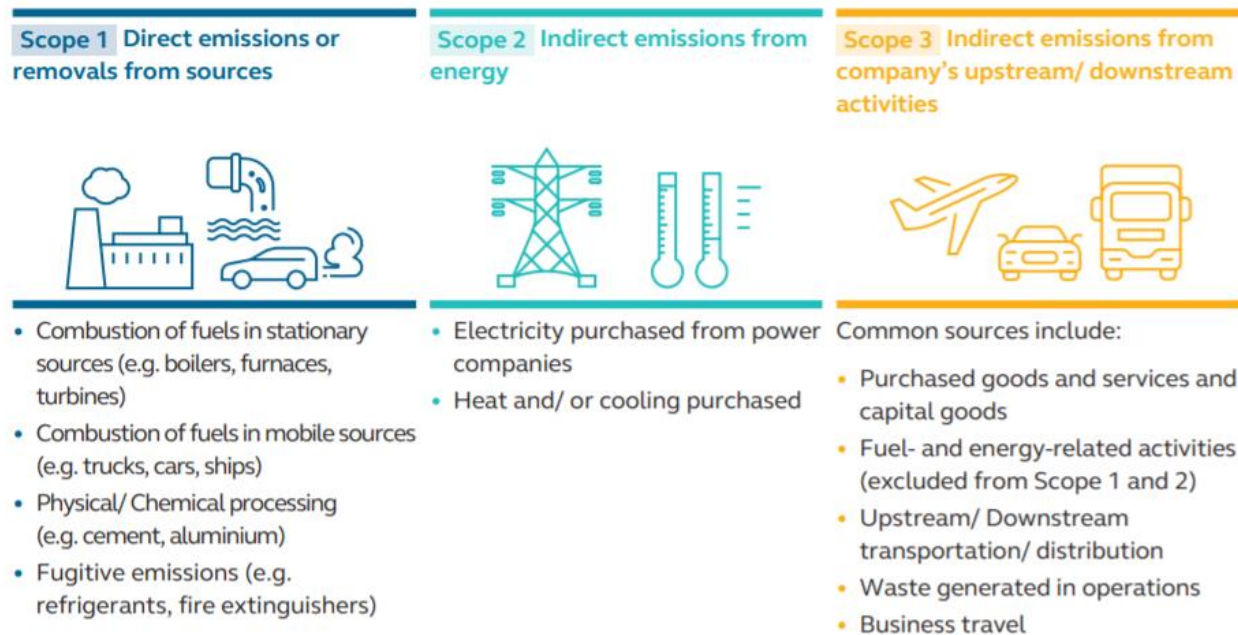 Scope 1 Direct emissions or
removals from sources
Scope 2 Indirect emissions from
energy
Scope 3 Indirect emissions from
company's upstream/ downstream
activities
• Combustion of fuels in stationary
sources (e.g. boilers, furnaces,
turbines)
• Combustion of fuels in mobile sources
(e.g. trucks, cars, ships)
• Physical/ Chemical processing
(e.g. cement, aluminium)
• Fugitive emissions (e.g.
refrigerants, fire extinguishers)
• Electricity purchased from power
companies
• Heat and/ or cooling purchased
Common sources include:
• Purchased goods and services and
capital goods
• Fuel- and energy-related activities
(excluded from Scope 1 and 2)
• Upstream/ Downstream
transportation/ distribution
• Waste generated in operations
• Business travel